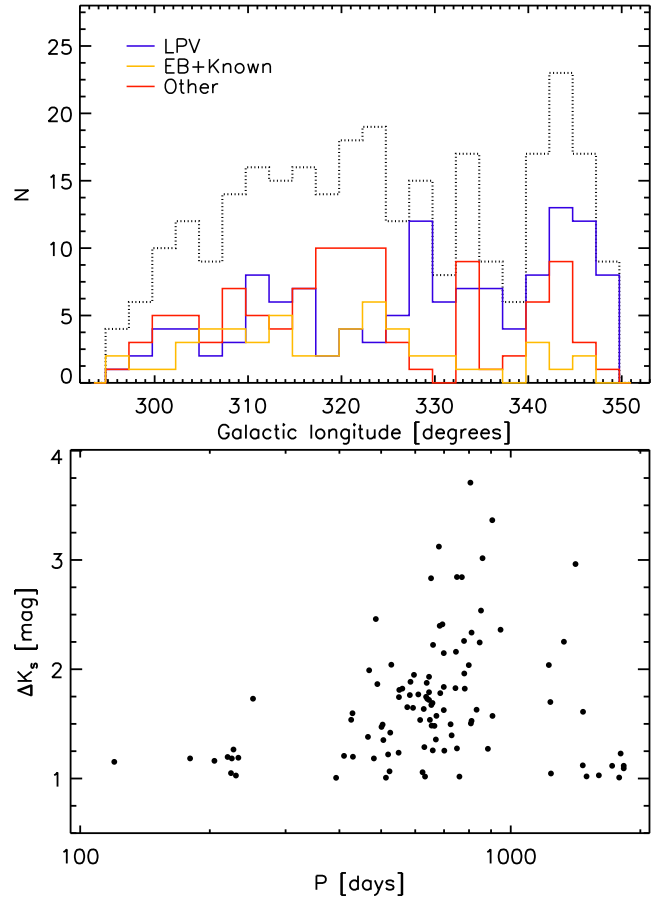 25
20
15
10
5
0
N
LPV
EB+Known
Other
300 310 320 330 340 350
Galactic longitude [degrees]
4
3
2
1
ΔKs [mag]
100 1000
P [days]